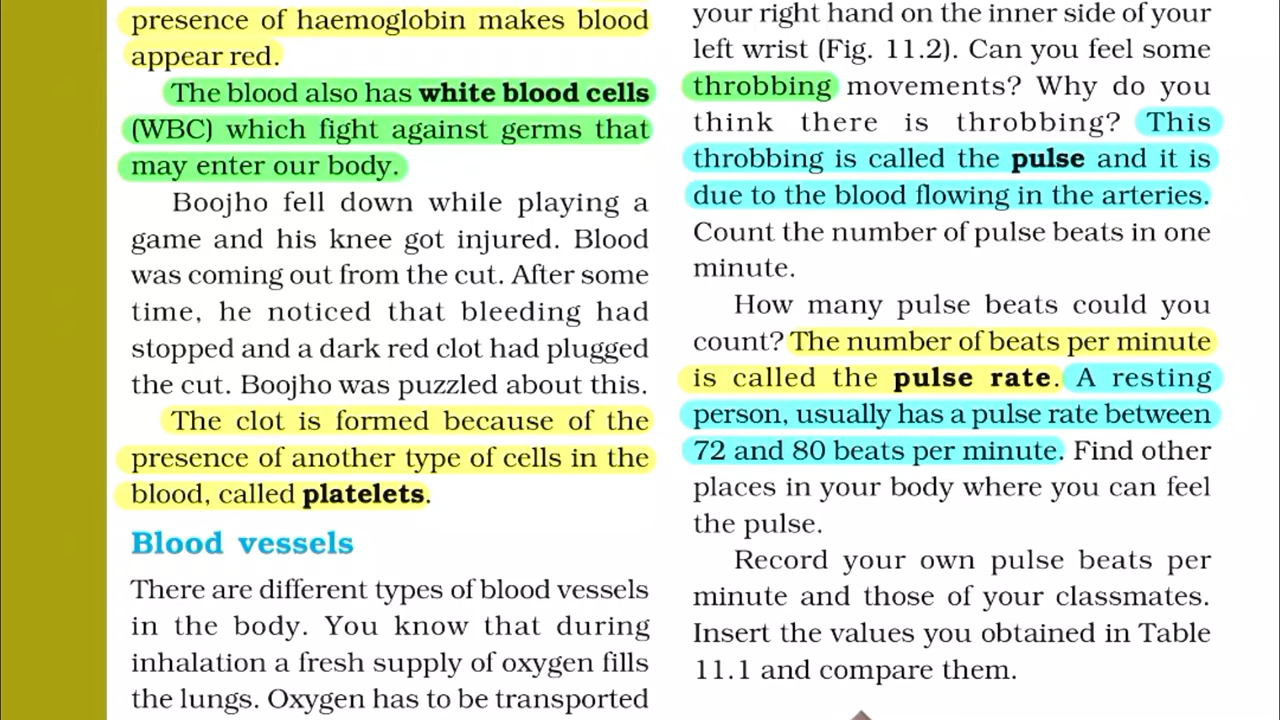 presence of haemoglobin makes blood
appear red.
The blood also has white blood cells
(WBC) which fight against germs that
may enter our body.
Boojho fell down while playing a
game and his knee got injured. Blood
was coming out from the cut. After some
time, he noticed that bleeding had
stopped and a dark red clot had plugged
the cut. Boojho was puzzled about this.
The clot is formed because of the
presence of another type of cells in the
blood, called platelets.
Blood vessels
There are different types of blood vessels
in the body. You know that during
inhalation a fresh supply of oxygen fills
the lungs. Oxygen has to be transported
your right hand on the inner side of your
left wrist (Fig. 11.2). Can you feel some
throbbing movements? Why do you
think there is throbbing? This
throbbing is called the pulse and it is
due to the blood flowing in the arteries.
Count the number of pulse beats in one
minute.
How many pulse beats could you
count? The number of beats per minute
is called the pulse rate. A resting
person, usually has a pulse rate between
72 and 80 beats per minute. Find other
places in your body where you can feel
the pulse.
Record your own pulse beats per
minute and those of your classmates.
Insert the values you obtained in Table
11.1 and compare them.